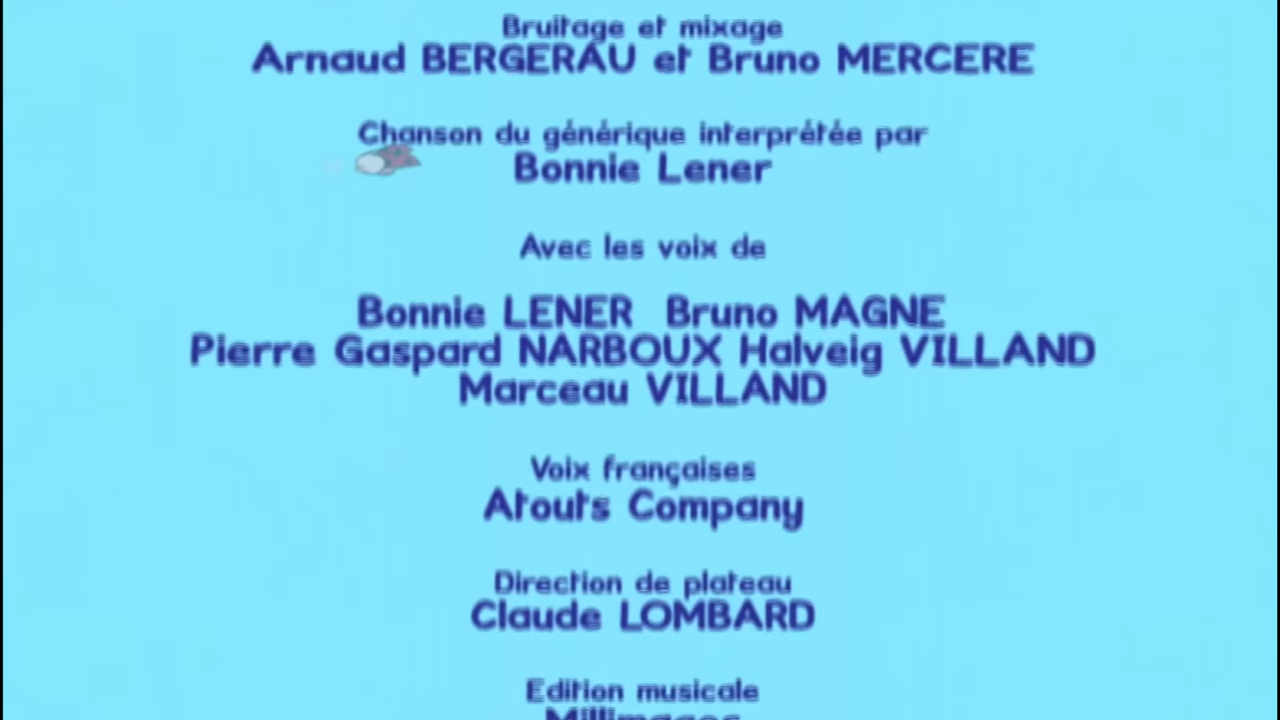 Bruitage et mixage
Arnaud BERGERAU et Bruno MERCERE
Chanson du générique interprétée par
Bonnie Lener
Avec les voix de
Bonnie LENER Bruno MAGNE
Pierre Gaspard NARBOUX Halveig VILLAND
Marceau VILLAND
Voix françaises
Atouts Company
Direction de plateau
Claude LOMBARD
Edition musicale
Millimages